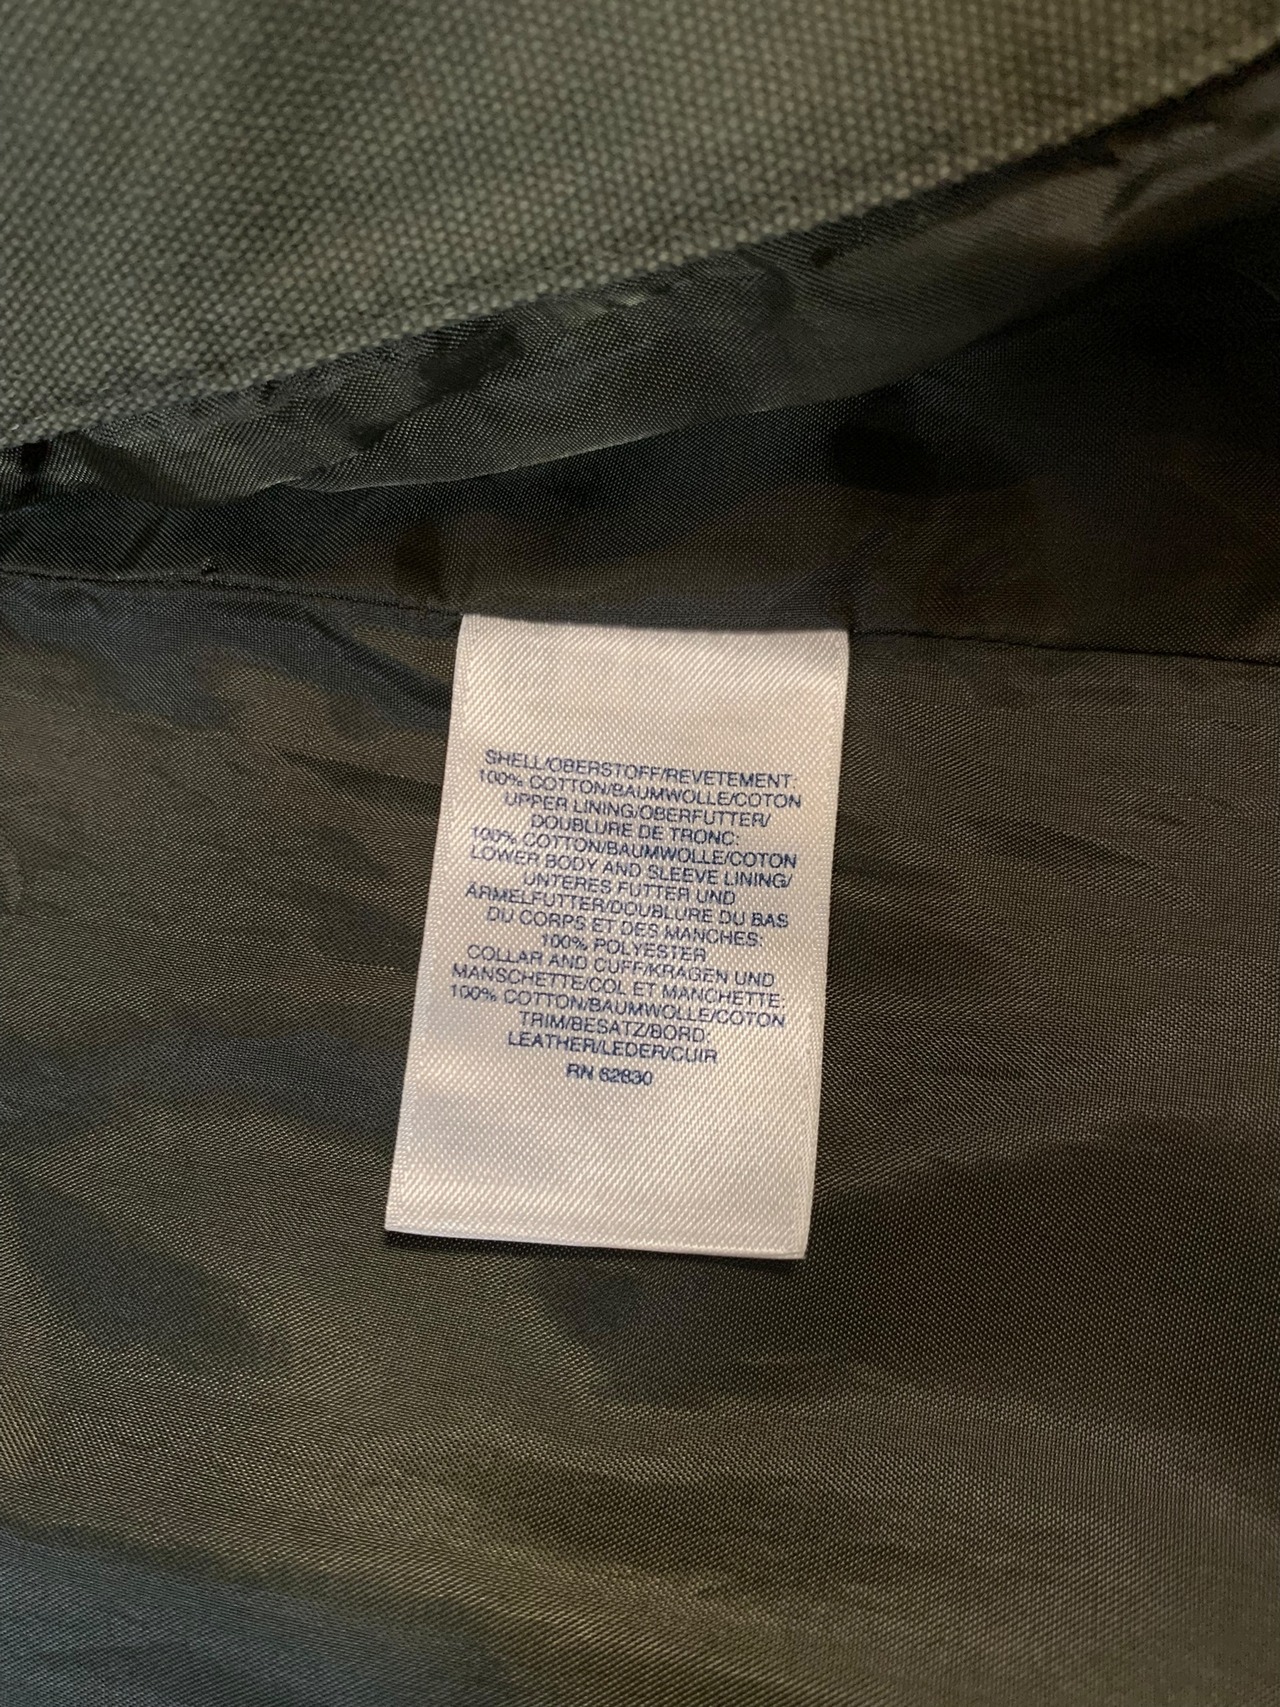 SHELL/OBERSTOFF/REVETEMENT:
100% COTTON/BAUMWOLLE/COTON
UPPER LINING/OBERFUTTER/
DOUBLURE DE TRONC:
100% COTTON/BAUMWOLLE/COTON
LOWER BODY AND SLEEVE LINING/
UNTERES FUTTER UND
ARMELFUTTER/DOUBLURE DU BAS
DU CORPS ET DES MANCHES:
100% POLYESTER
COLLAR AND CUFF/KRAGEN UND
MANSCHETTE/COL ET MANCHETTE:
100% COTTON/BAUMWOLLE/COTON
TRIM/BESATZ/BORD:
LEATHER/LEDER/CUIR
RN 62830